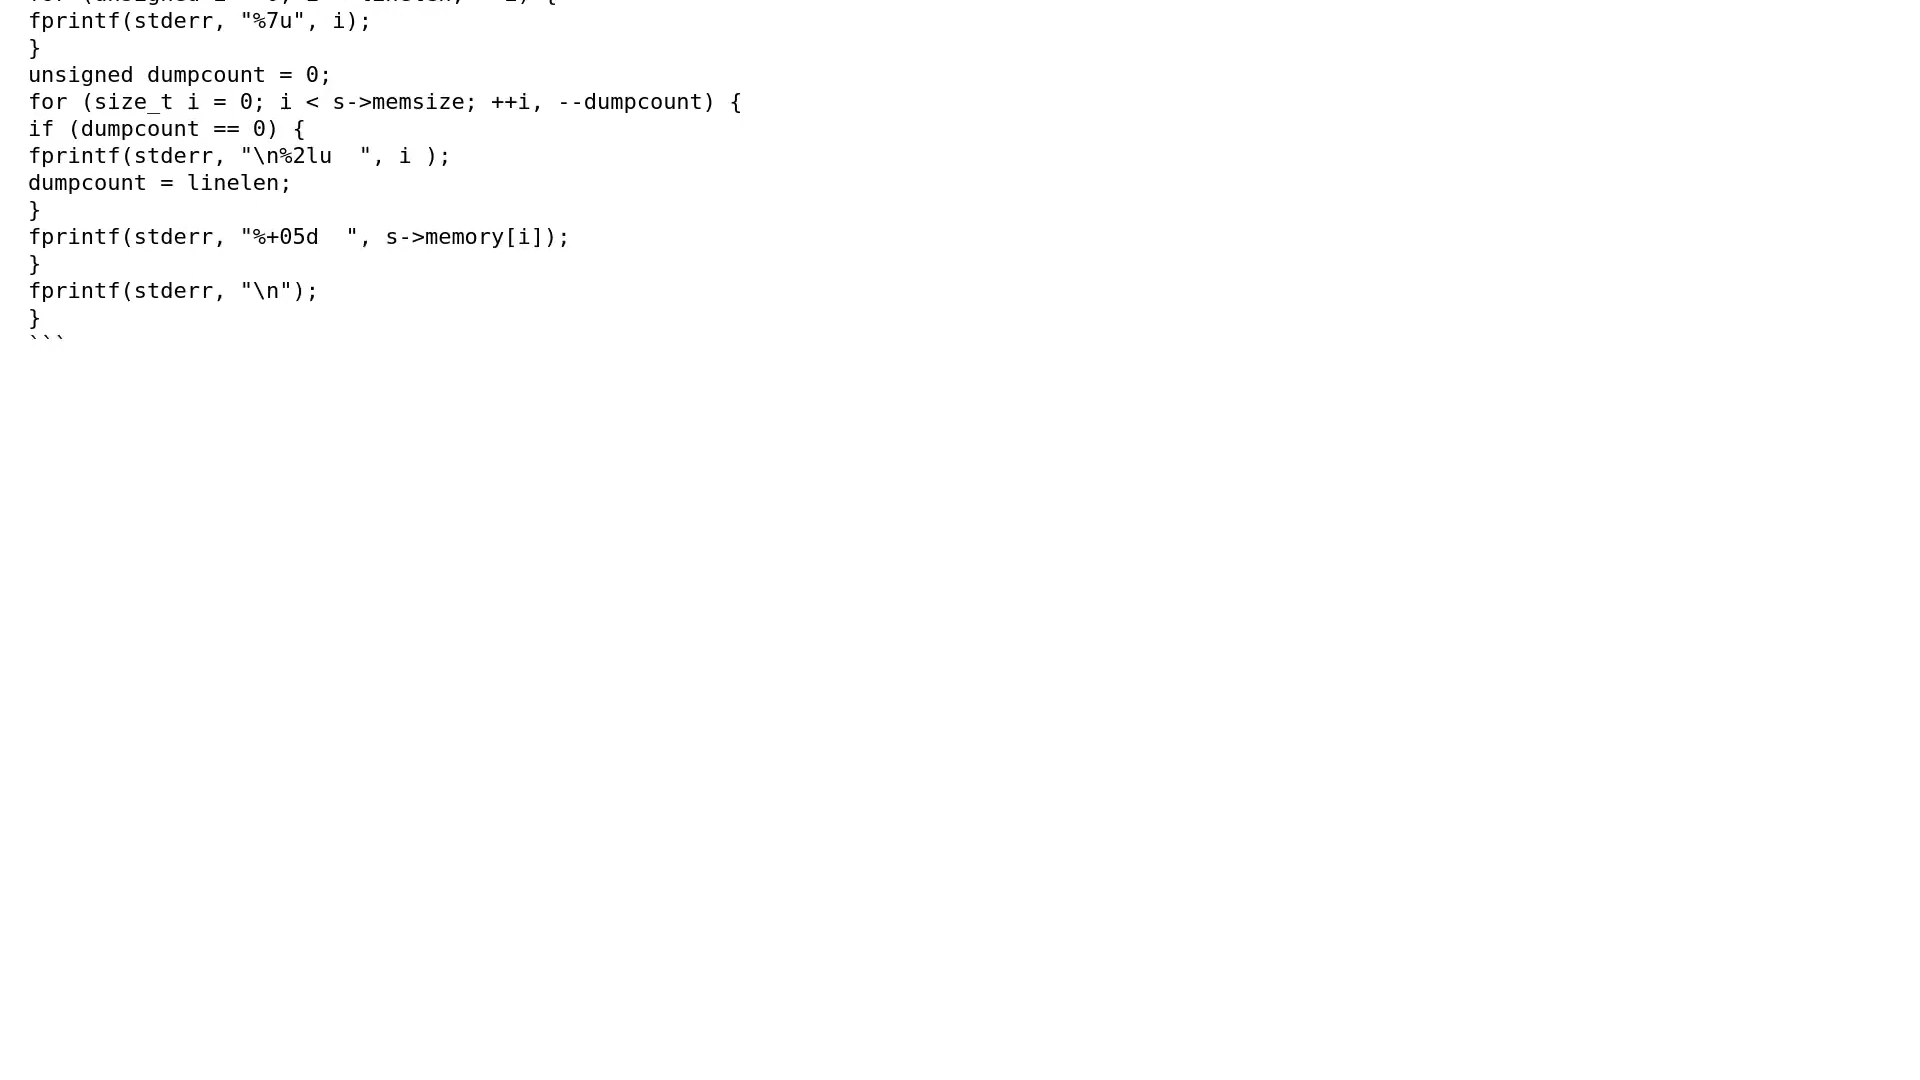 fprintf(stderr, "%7u", i);
}
unsigned dumpcount = 0;
for (size_t i = 0; i < s->memsize; ++i, --dumpcount) {
if (dumpcount == 0) {
fprintf(stderr, "\n%2lu  ", i );
dumpcount = linelen;
}
fprintf(stderr, "%+05d  ", s->memory[i]);
}
fprintf(stderr, "\n");
}
```